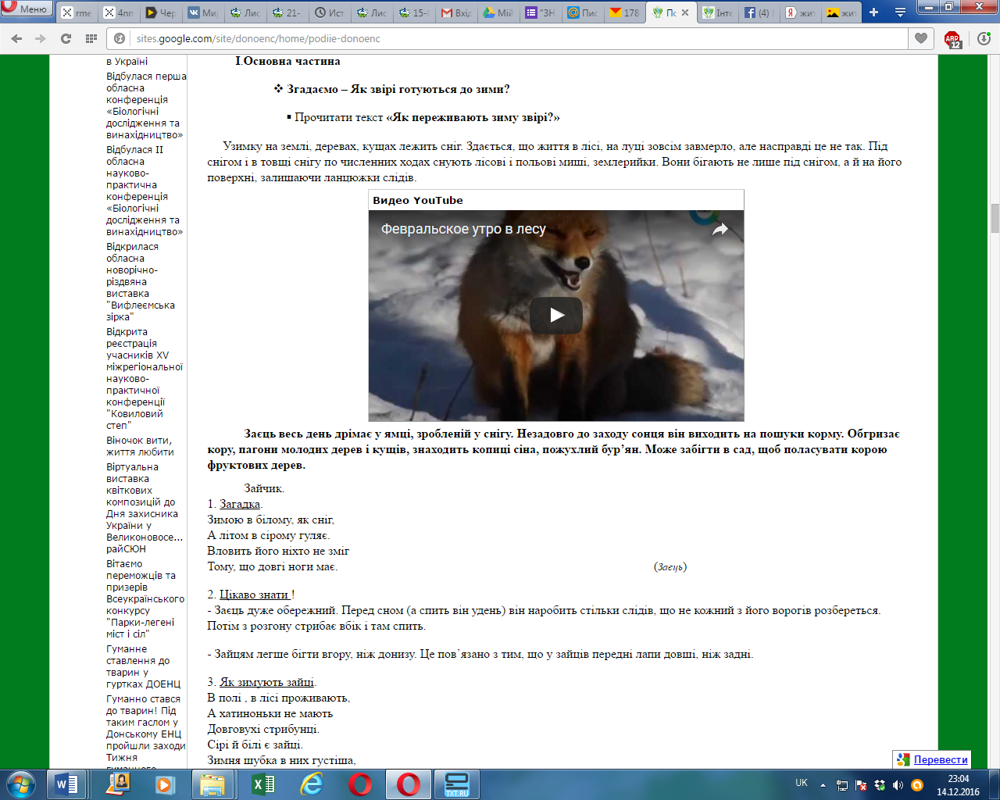 Меню
rme
4nn
Чер
Ми
Лис
21-
Ист
Лис
15-
Вхід
Мій
"ЗН
Пис
178
По
Інте
(4)
жит
жит
sites.google.com/site/donoenc/home/podiie-donoenc
ABP
12
в Україні
Відбулася перша
обласна
конференція
«Біологічні
дослідження та
винахідництво»
Відбулася II
обласна
науково-
практична
конференція
«Біологічні
дослідження та
винахідництво»
Відкрилася
обласна
новорічно-
різдвяна
виставка
"Вифлеємська
зірка"
Відкрита
реєстрація
учасників XV
міжрегіональної
науково-
практичної
конференції
"Ковиловий
степ"
Віночок вити,
життя любити
Віртуальна
виставка
квіткових
композицій до
Дня захисника
України у
Великоновосе...
райСЮН
Вітаємо
переможців та
призерів
Всеукраїнського
конкурсу
"Парки-легені
міст і сіл"
Гуманне
ставлення до
тварин у
гуртках ДОЕНЦ
Гуманно стався
до тварин! Під
таким гаслом у
Донському ЕНЦ
пройшли заходи
Тижня
гуманного
І.Основна частина
❖ Згадаємо – Як звірі готуються до зими?
▪ Прочитати текст «Як переживають зиму звірі?»
Узимку на землі, деревах, кущах лежить сніг. Здається, що життя в лісі, на луці зовсім завмерло, але насправді це не так. Під
снігом і в товщі снігу по численних ходах снують лісові і польові миші, землерийки. Вони бігають не лише під снігом, а й на його
поверхні, залишаючи ланцюжки слідів.
Видео YouTube
Февральское утро в лесу
Заєць весь день дрімає у ямці, зробленій у снігу. Незадовго до заходу сонця він виходить на пошуки корму. Обгризає
кору, пагони молодих дерев і кущів, знаходить копиці сіна, пожухлий бур’ян. Може забігти в сад, щоб поласувати корою
фруктових дерев.
Зайчик.
1. Загадка.
Зимою в білому, як сніг,
А літом в сірому гуляє.
Вловить його ніхто не зміг
Тому, що довгі ноги має. (Заєць)
2. Цікаво знати !
- Заєць дуже обережний. Перед сном (а спить він удень) він наробить стільки слідів, що не кожний з його ворогів розбереться.
Потім з розгону стрибає вбік і там спить.
- Зайцям легше бігти вгору, ніж донизу. Це пов`язано з тим, що у зайців передні лапи довші, ніж задні.
3. Як зимують зайці.
В полі , в лісі проживають,
А хатиноньки не мають
Довговухі стрибунці.
Сірі й білі є зайці.
Зимня шубка в них густіша,
Перевести
TXT.RU
UK
23:04
14.12.2016